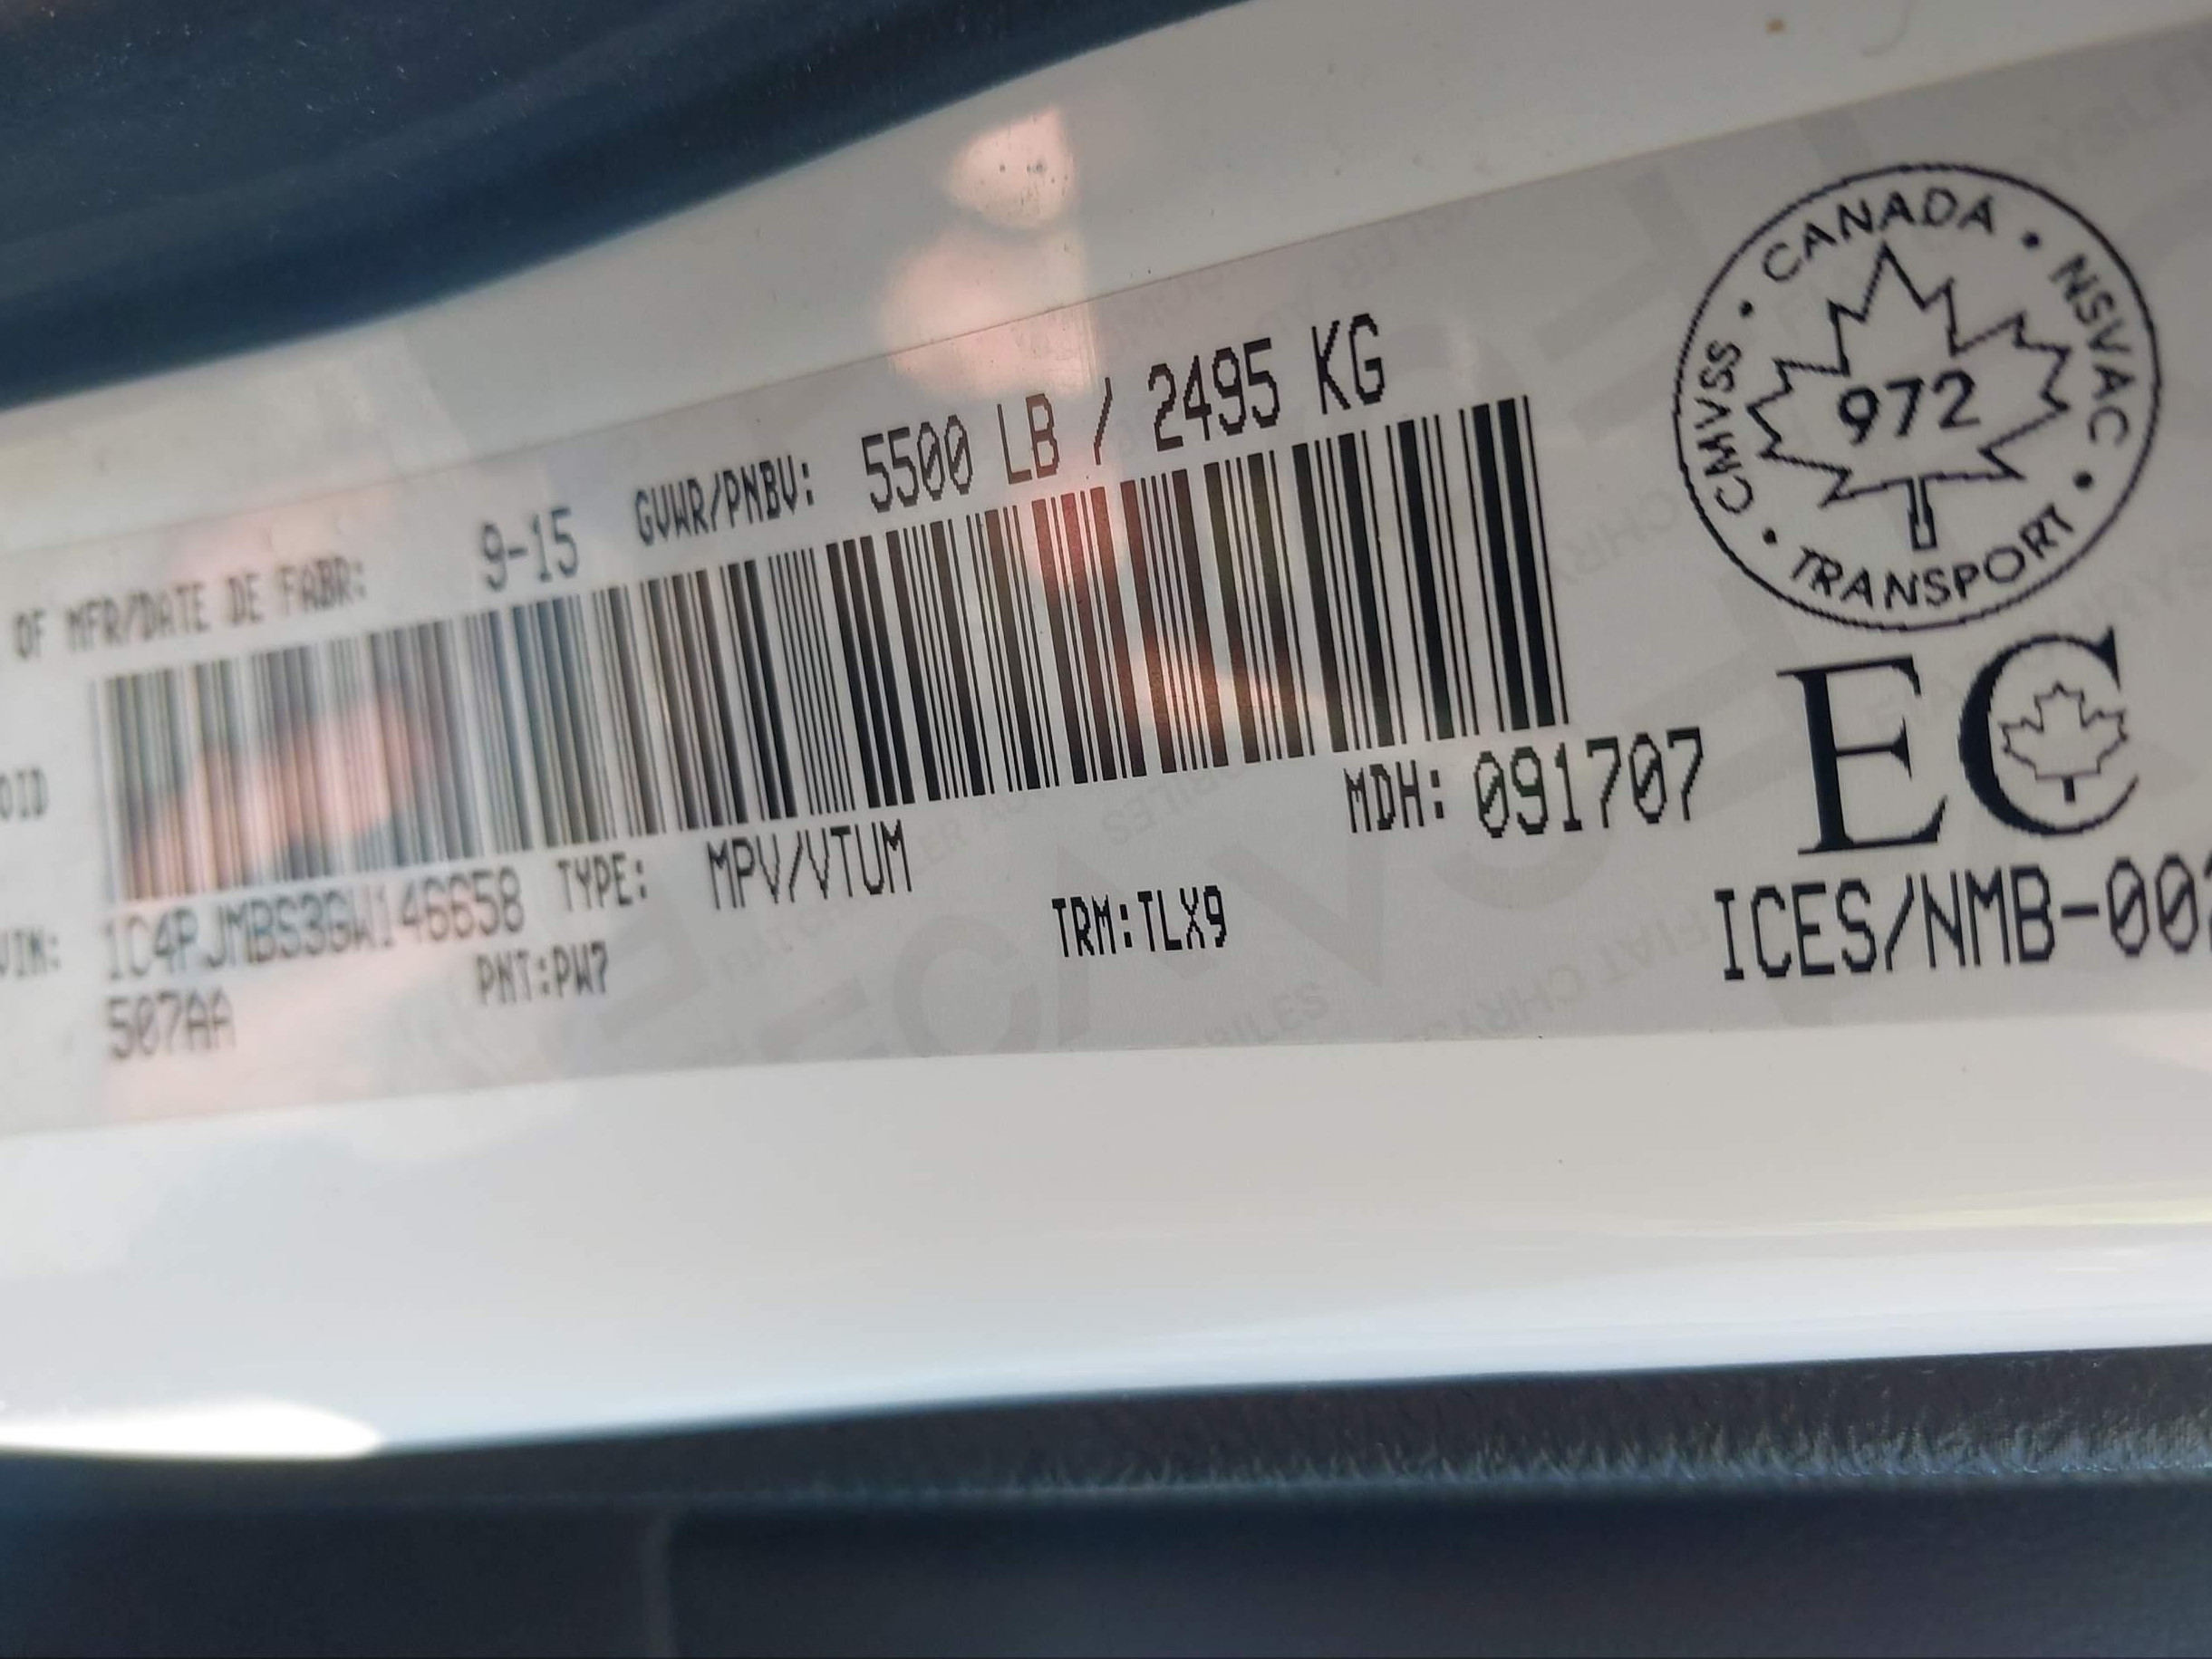 OF MFR/DATE DE FABR: 9-15 GVWR/PNBV: 5500 LB / 2495 KG
CANADA • NSVAC • TRANSPORT • CMVSS •
972
OID
MDH: 091707
EC
VIN: 1C4PJMBS3GW146658 TYPE: MPV/VTUM
507AA PNT:PW7 TRM:TLX9
ICES/NMB-00